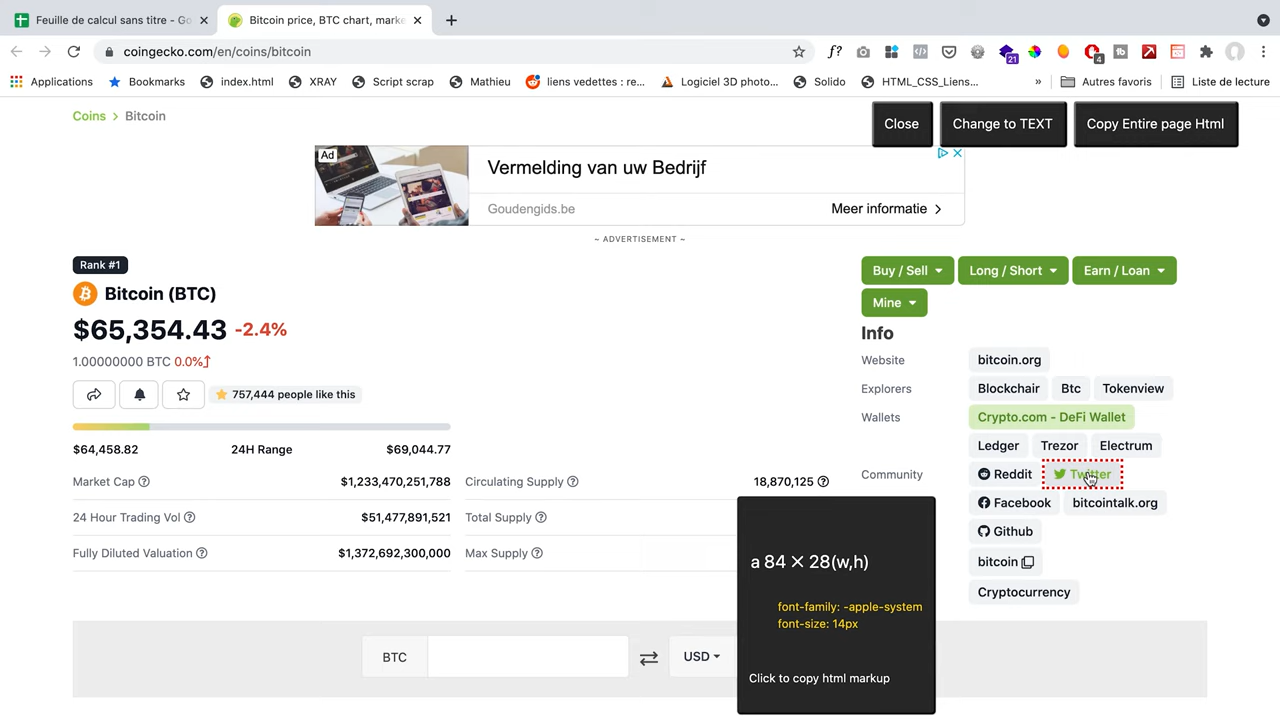 Feuille de calcul sans titre - Go
Bitcoin price, BTC chart, marke
coingecko.com/en/coins/bitcoin
f?
21
4
tb
Applications
Bookmarks
index.html
XRAY
Script scrap
Mathieu
liens vedettes : re...
Logiciel 3D photo...
Solido
HTML_CSS_Liens...
»
Autres favoris
Liste de lecture
Coins > Bitcoin
Close
Change to TEXT
Copy Entire page Html
Ad
Vermelding van uw Bedrijf
Goudengids.be
Meer informatie >
~ ADVERTISEMENT ~
Rank #1
Bitcoin (BTC)
$65,354.43 -2.4%
1.00000000 BTC 0.0%
757,444 people like this
$64,458.82 24H Range $69,044.77
Market Cap $1,233,470,251,788
24 Hour Trading Vol $51,477,891,521
Fully Diluted Valuation $1,372,692,300,000
Circulating Supply 18,870,125
Total Supply
Max Supply
Buy / Sell
Long / Short
Earn / Loan
Mine
Info
Website bitcoin.org
Explorers Blockchair Btc Tokenview
Wallets Crypto.com - DeFi Wallet
Ledger Trezor Electrum
Community Reddit Twitter
Facebook bitcointalk.org
Github
bitcoin
Cryptocurrency
a 84 × 28(w,h)
font-family: -apple-system
font-size: 14px
Click to copy html markup
BTC
USD